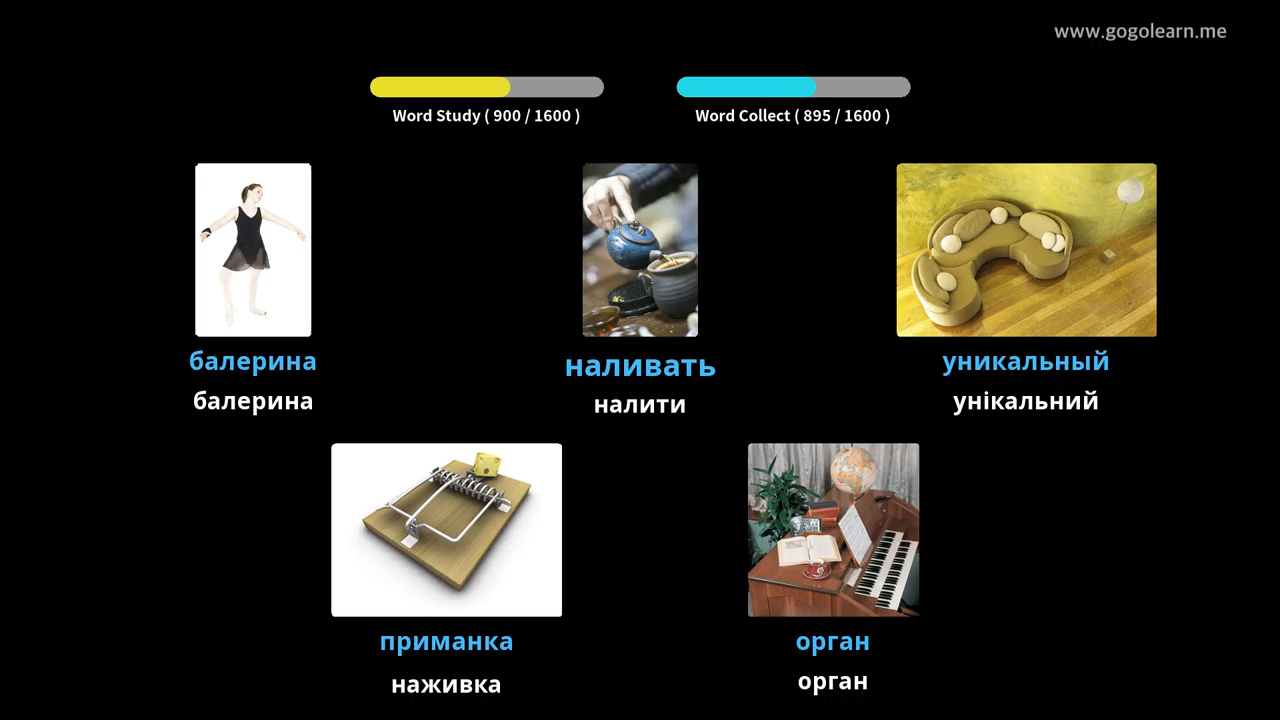 www.gogolearn.me
Word Study ( 900 / 1600 )
Word Collect ( 895 / 1600 )
балерина
балерина
наливать
налити
уникальный
унікальний
приманка
наживка
орган
орган